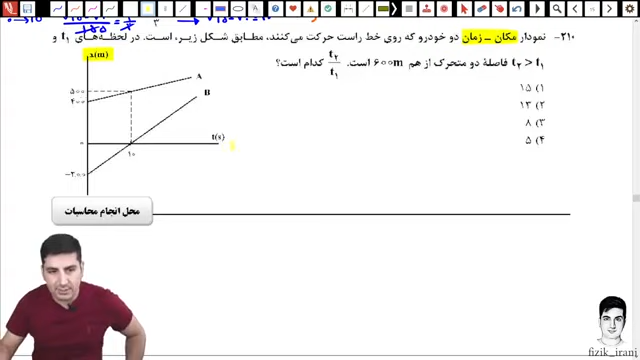 ۲۱۰- نمودار مکان – زمان دو خودرو که روی خط راست حرکت می‌کنند، مطابق شکل زیر، است. در لحظه‌های t₁ و
t₂ > t₁ فاصلهٔ دو متحرک از هم ۶۰۰m است. t₂/t₁ کدام است؟
۱) ۱۵
۲) ۱۳
۳) ۸
۴) ۵
x(m)
A
۵۰۰
B
۴۰۰
t(s)
۰
۱۰
−۲۰۰
محل انجام محاسبات
fizik_irani